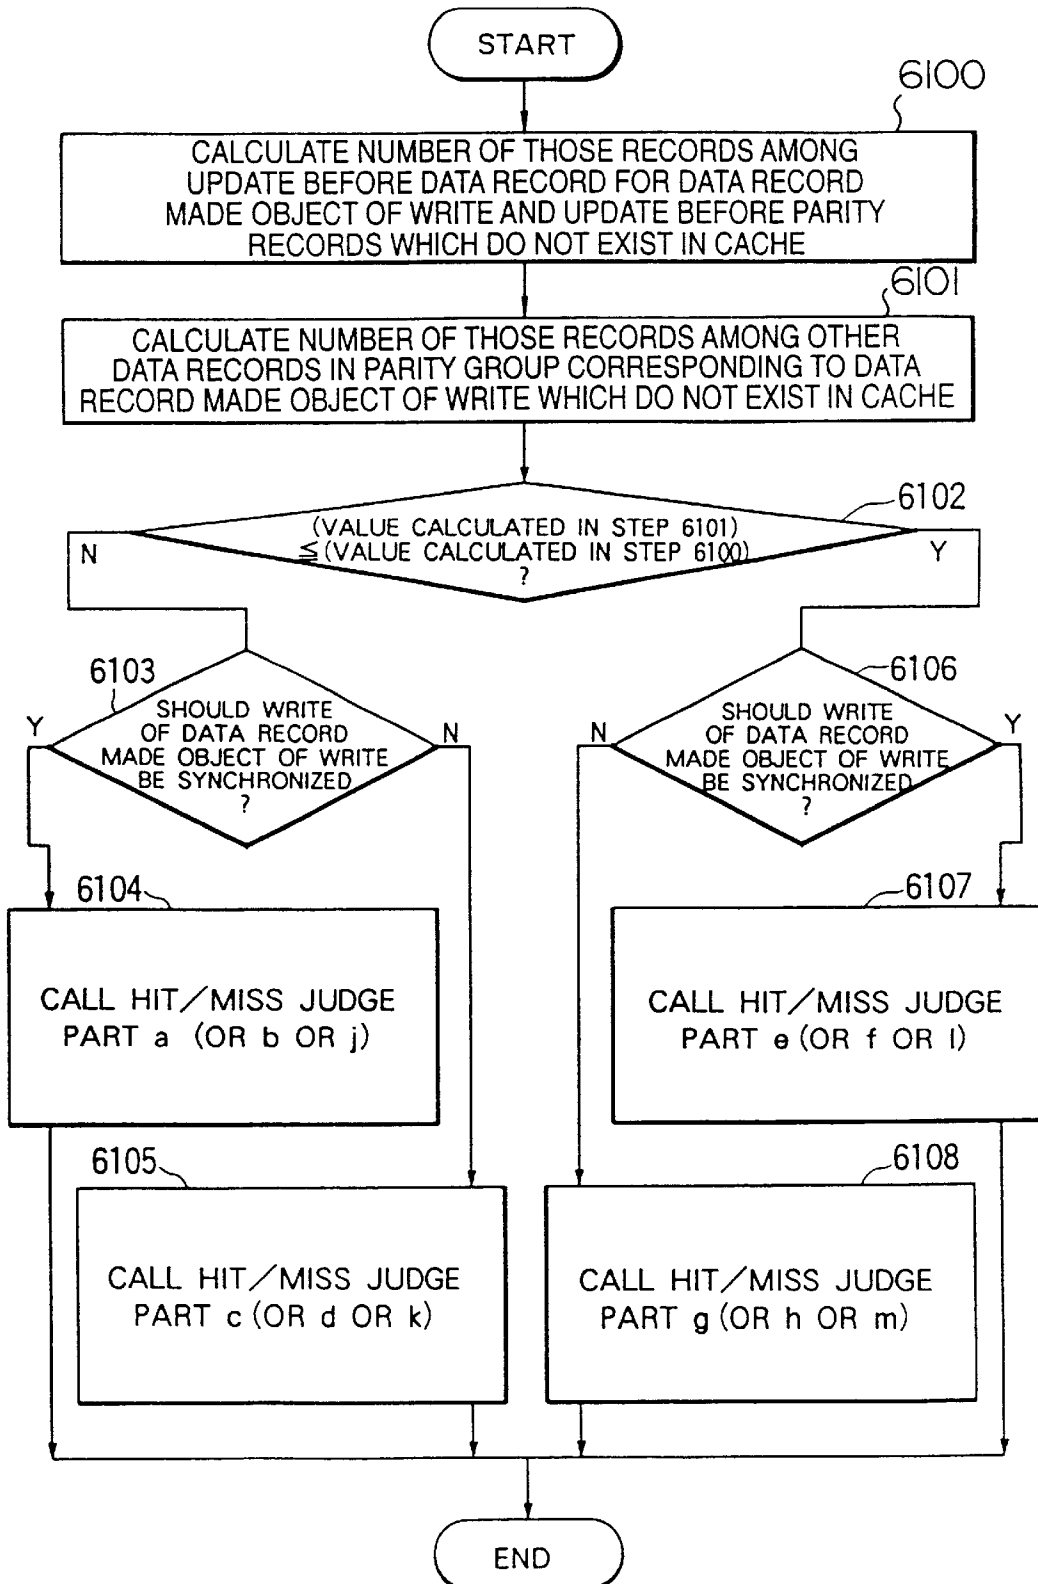 START
6100
CALCULATE NUMBER OF THOSE RECORDS AMONG
UPDATE BEFORE DATA RECORD FOR DATA RECORD
MADE OBJECT OF WRITE AND UPDATE BEFORE PARITY
RECORDS WHICH DO NOT EXIST IN CACHE
6101
CALCULATE NUMBER OF THOSE RECORDS AMONG OTHER
DATA RECORDS IN PARITY GROUP CORRESPONDING TO DATA
RECORD MADE OBJECT OF WRITE WHICH DO NOT EXIST IN CACHE
6102
(VALUE CALCULATED IN STEP 6101)
≦(VALUE CALCULATED IN STEP 6100)
?
N
Y
6103
SHOULD WRITE
OF DATA RECORD
MADE OBJECT OF WRITE
BE SYNCHRONIZED
?
Y
N
6106
SHOULD WRITE
OF DATA RECORD
MADE OBJECT OF WRITE
BE SYNCHRONIZED
?
N
Y
6104
CALL HIT/MISS JUDGE
PART a (OR b OR j)
6107
CALL HIT/MISS JUDGE
PART e (OR f OR l)
6105
CALL HIT/MISS JUDGE
PART c (OR d OR k)
6108
CALL HIT/MISS JUDGE
PART g (OR h OR m)
END